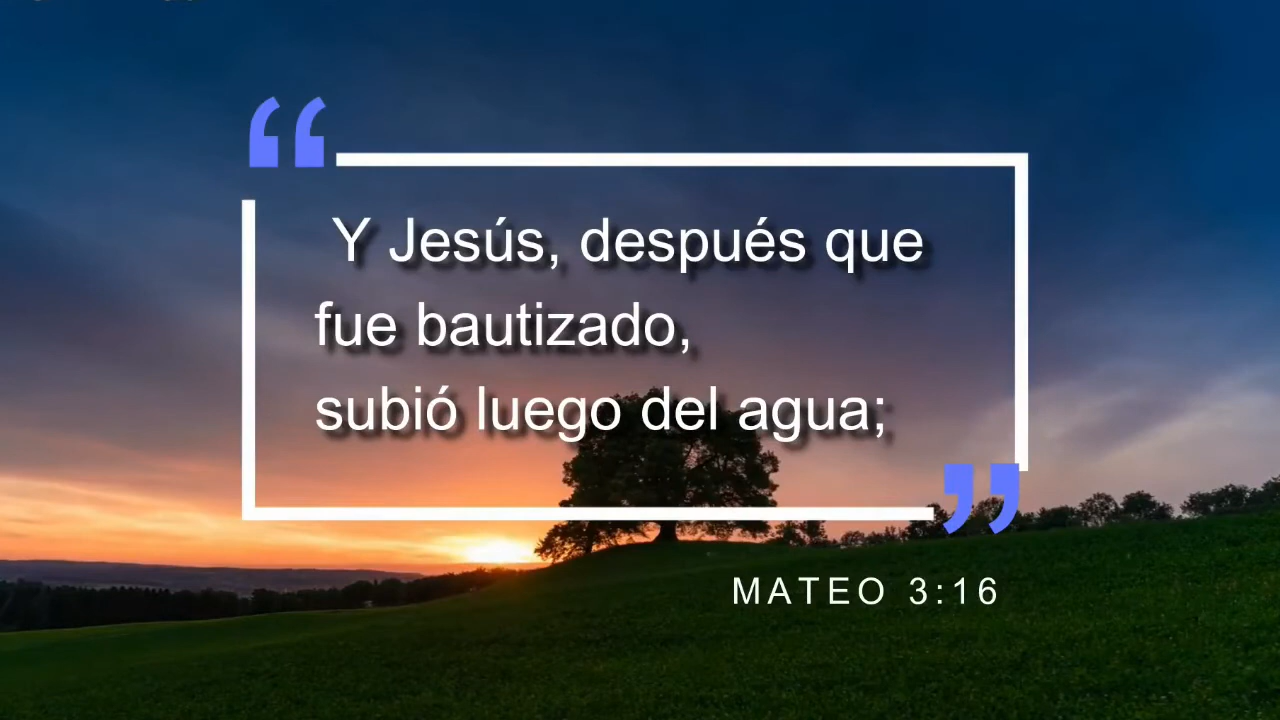 “
Y Jesús, después que
fue bautizado,
subió luego del agua;
”
MATEO 3:16